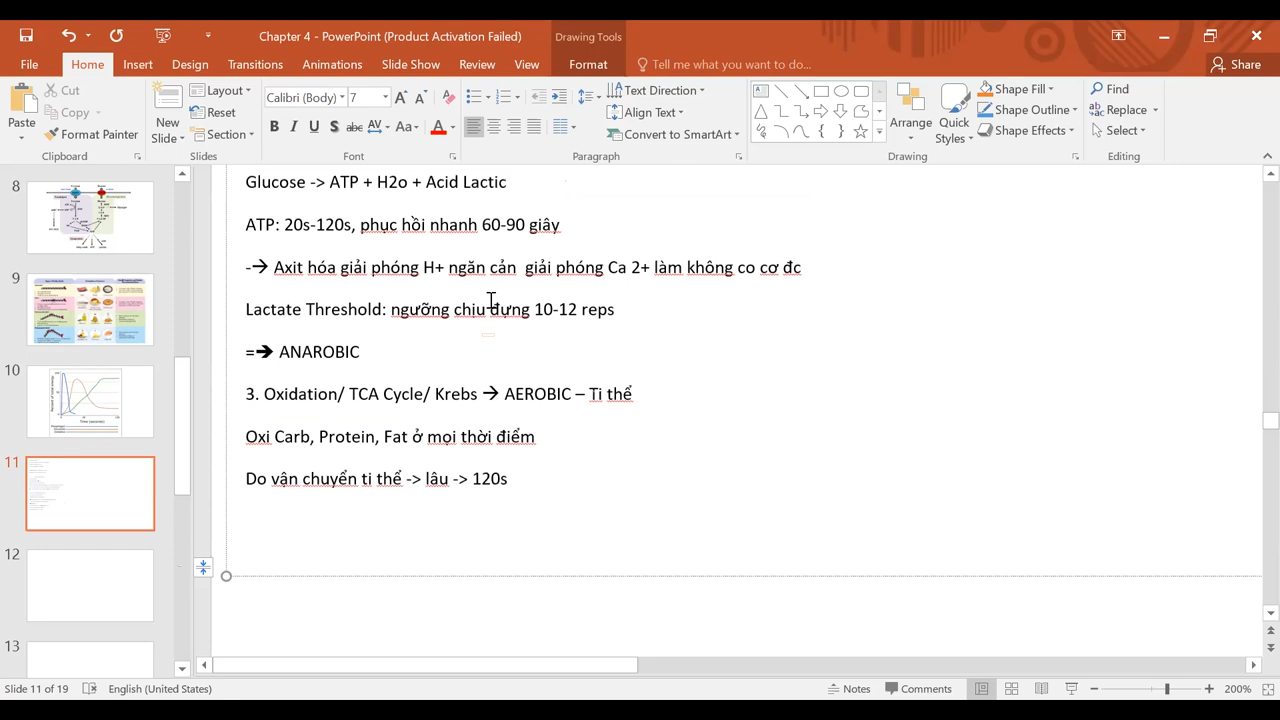 Chapter 4 - PowerPoint (Product Activation Failed)
Drawing Tools
File Home Insert Design Transitions Animations Slide Show Review View Format Tell me what you want to do... Share
Paste
Cut
Copy
Format Painter
Clipboard
New Slide
Layout
Reset
Section
Slides
Calibri (Body) 7
B I U S abc AV Aa A
Font
Text Direction
Align Text
Convert to SmartArt
Paragraph
Arrange
Quick Styles
Shape Fill
Shape Outline
Shape Effects
Drawing
Find
Replace
Select
Editing
8
9
10
11
12
13
Glucose -> ATP + H2o + Acid Lactic
ATP: 20s-120s, phục hồi nhanh 60-90 giây
-→ Axit hóa giải phóng H+ ngăn cản giải phóng Ca 2+ làm không co cơ đc
Lactate Threshold: ngưỡng chịu đựng 10-12 reps
=→ ANAROBIC
3. Oxidation/ TCA Cycle/ Krebs → AEROBIC – Ti thể
Oxi Carb, Protein, Fat ở mọi thời điểm
Do vận chuyển ti thể -> lâu -> 120s
Slide 11 of 19 English (United States) Notes Comments 200%